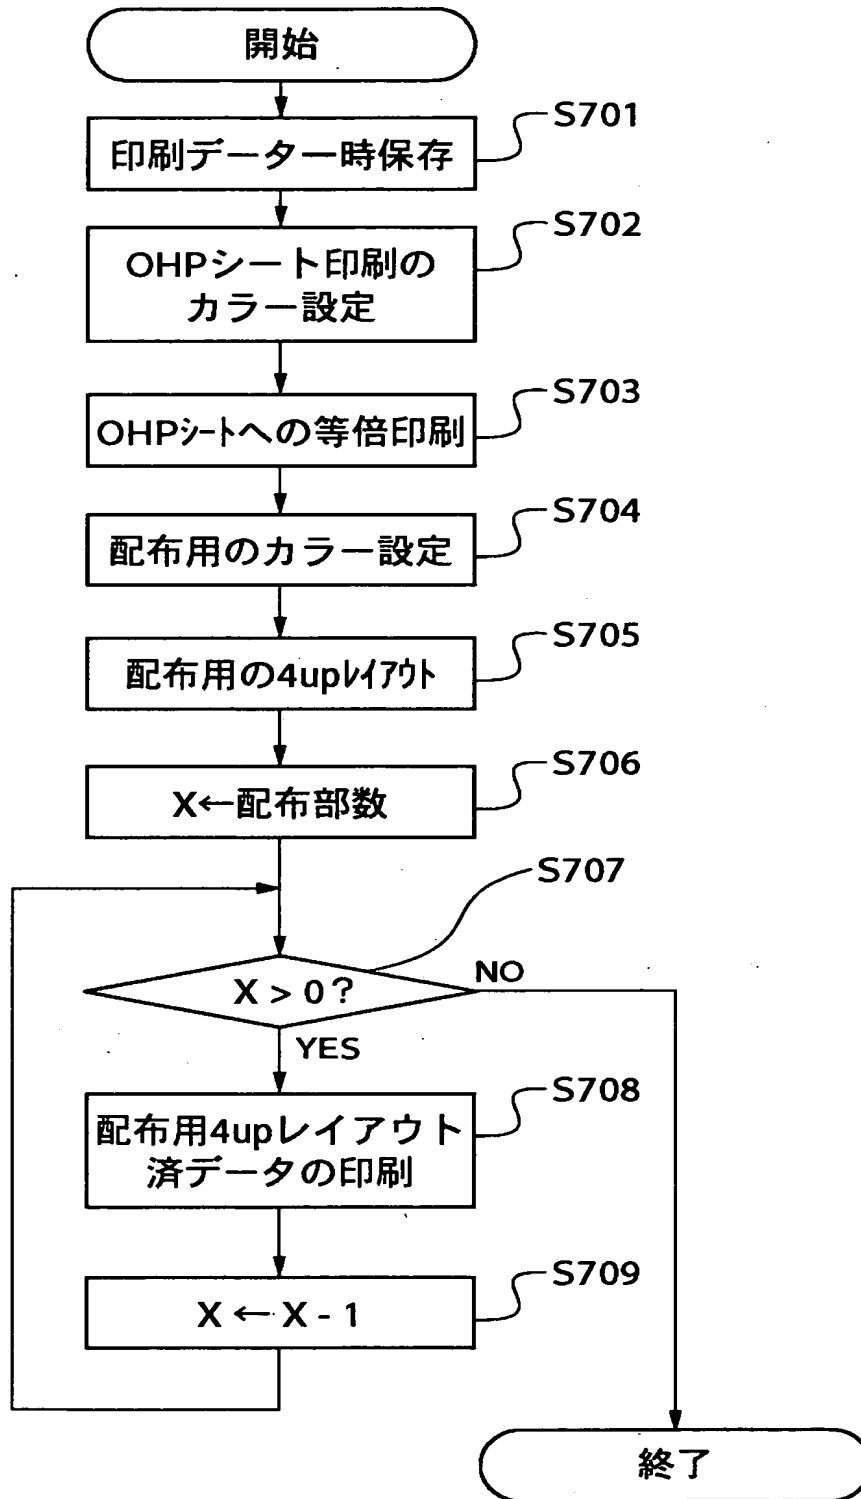 開始
S701
印刷データ一時保存
S702
OHPシート印刷の
カラー設定
S703
OHPシートへの等倍印刷
S704
配布用のカラー設定
S705
配布用の4upレイアウト
S706
X←配布部数
S707
X > 0?
NO
YES
S708
配布用4upレイアウト
済データの印刷
S709
X ← X - 1
終了